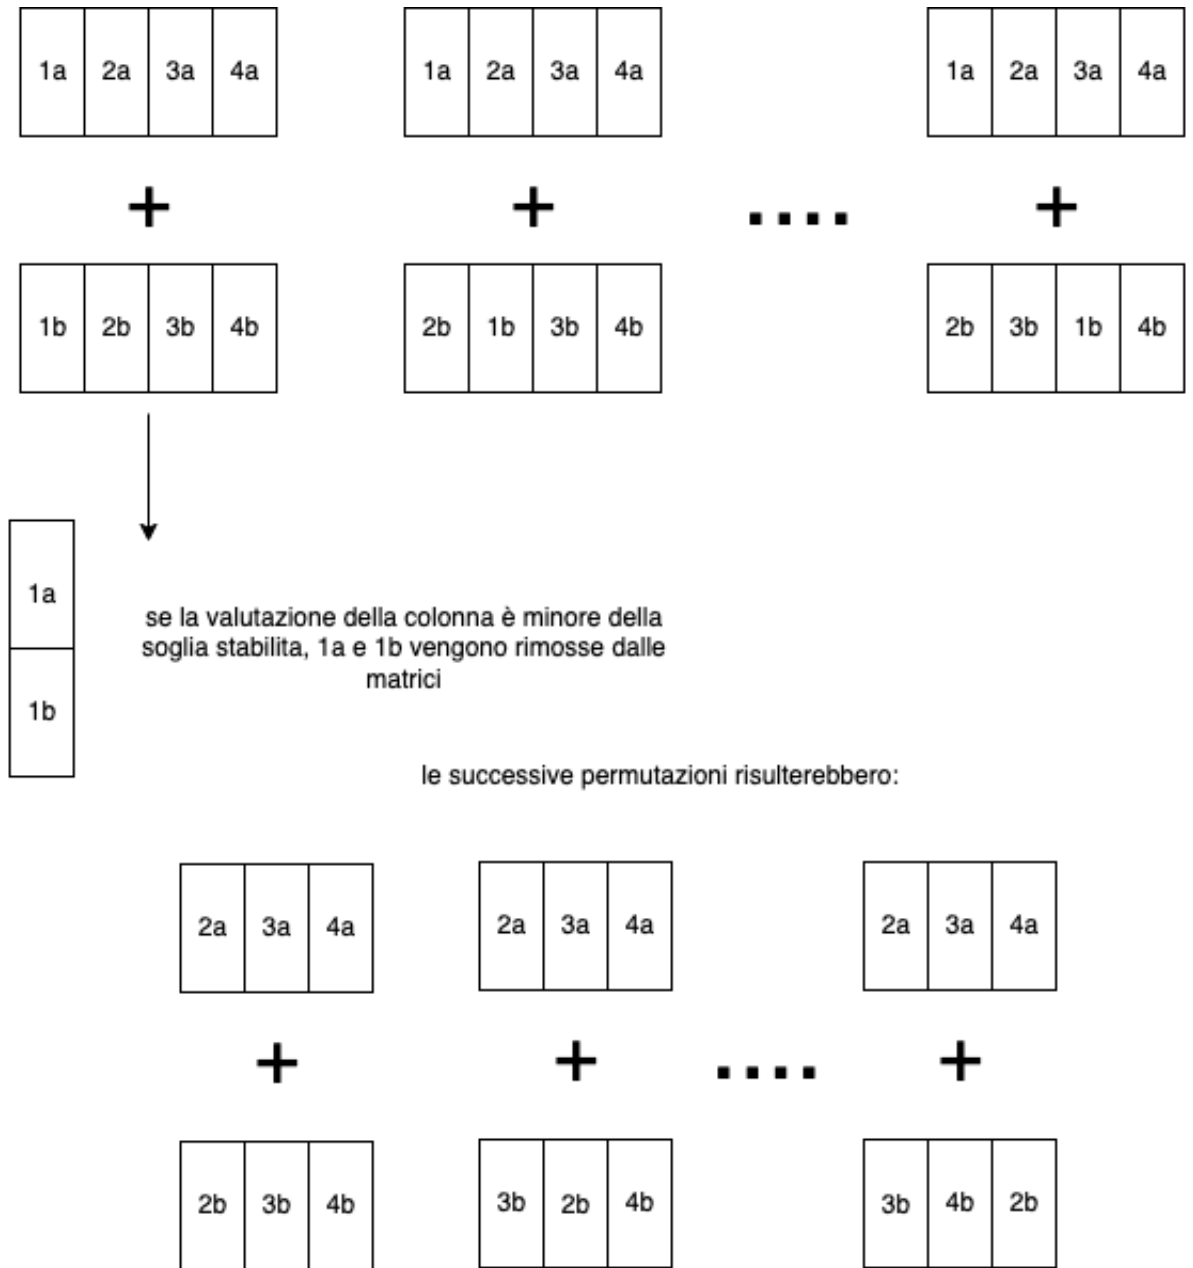 1a 2a 3a 4a 1a 2a 3a 4a 1a 2a 3a 4a
+ + .... +
1b 2b 3b 4b 2b 1b 3b 4b 2b 3b 1b 4b
1a
se la valutazione della colonna è minore della
soglia stabilita, 1a e 1b vengono rimosse dalle
matrici
1b
le successive permutazioni risulterebbero:
2a 3a 4a 2a 3a 4a 2a 3a 4a
+ + .... +
2b 3b 4b 3b 2b 4b 3b 4b 2b